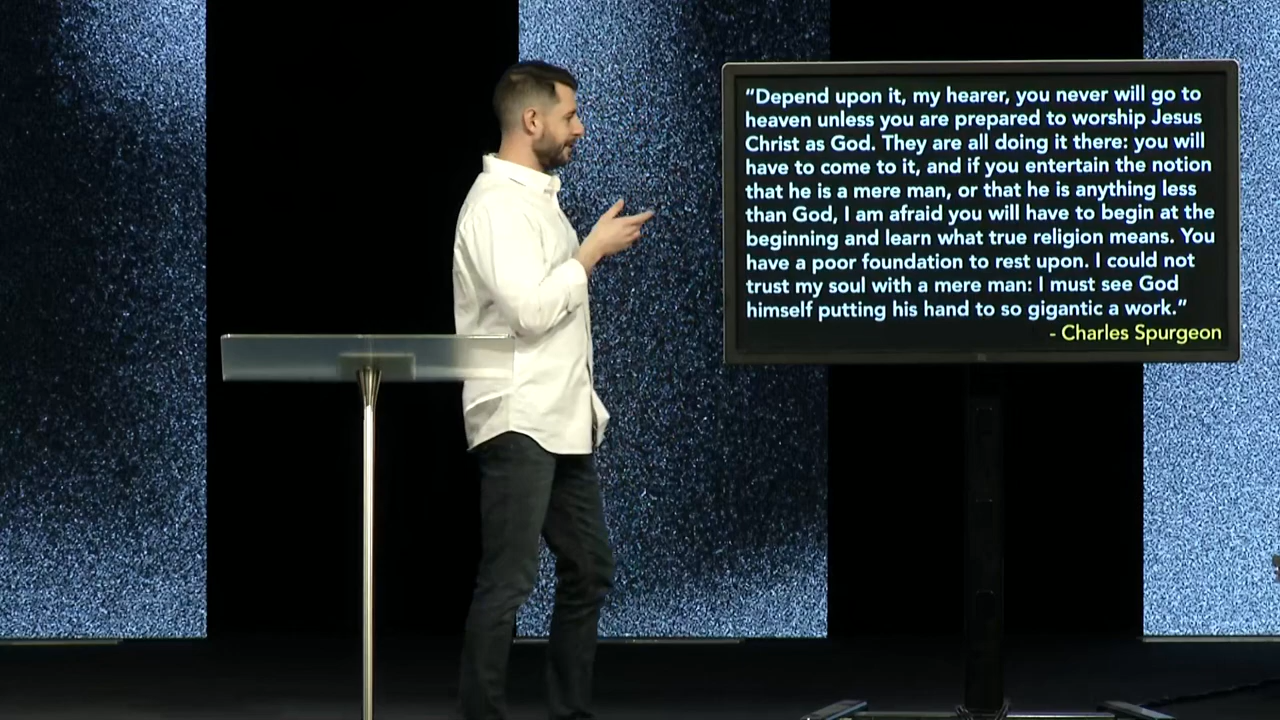 “Depend upon it, my hearer, you never will go to
heaven unless you are prepared to worship Jesus
Christ as God. They are all doing it there: you will
have to come to it, and if you entertain the notion
that he is a mere man, or that he is anything less
than God, I am afraid you will have to begin at the
beginning and learn what true religion means. You
have a poor foundation to rest upon. I could not
trust my soul with a mere man: I must see God
himself putting his hand to so gigantic a work.”
- Charles Spurgeon